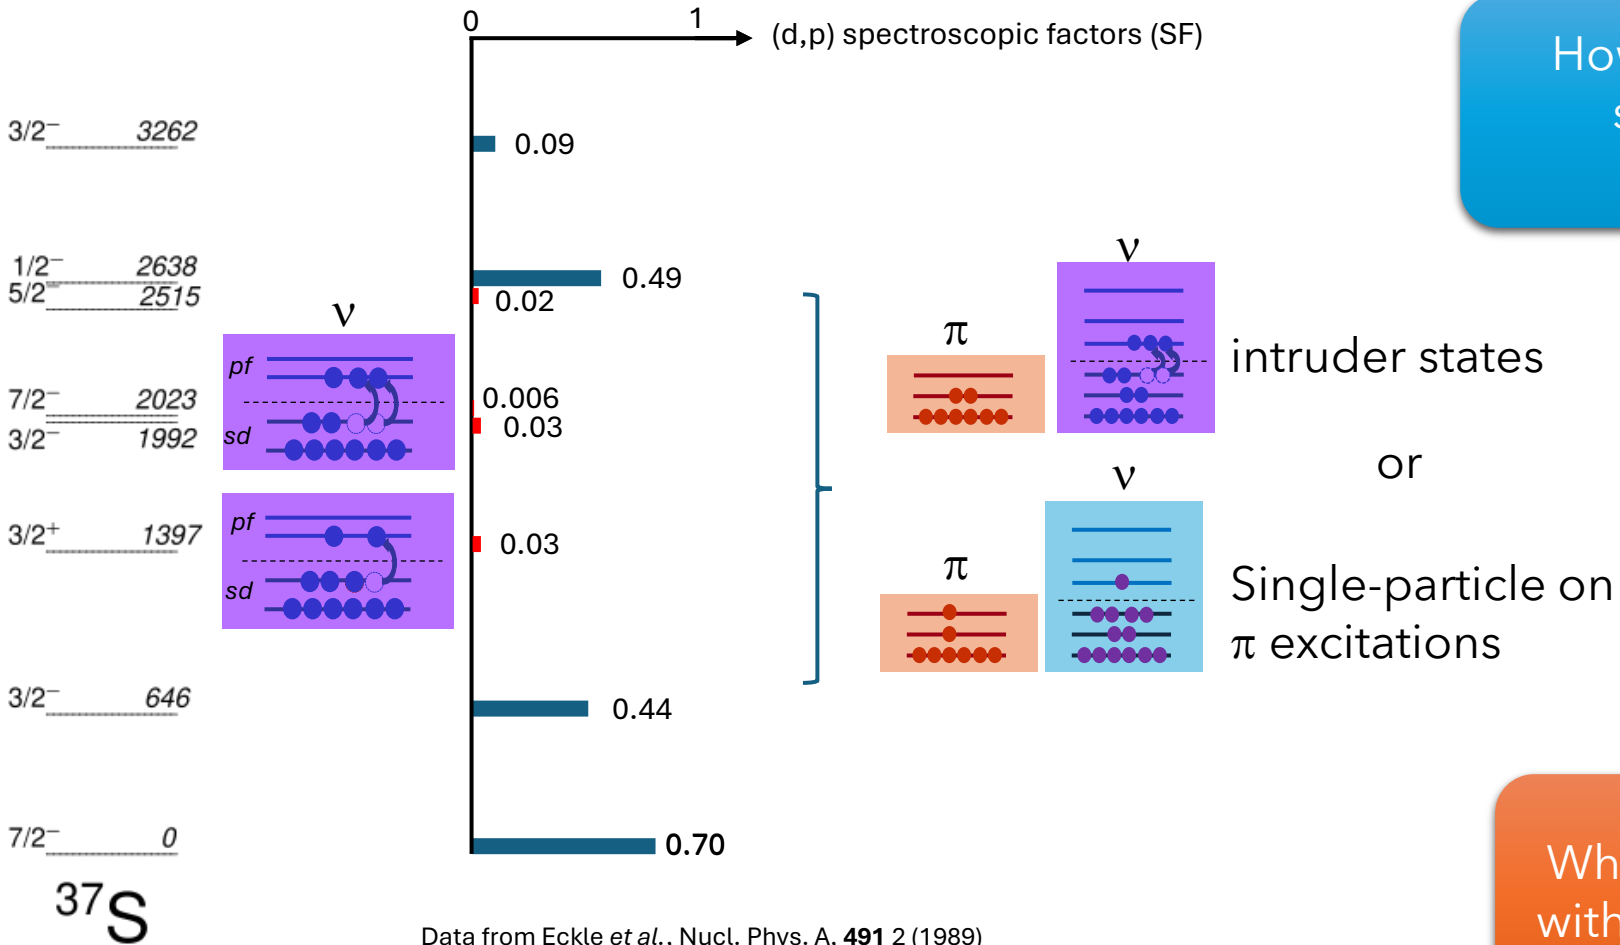 0 1
(d,p) spectroscopic factors (SF)
How
s
3/2⁻ 3262
0.09
1/2⁻ 2638
0.49
5/2⁻ 2515
0.02
ν
pf
sd
7/2⁻ 2023
0.006
3/2⁻ 1992
0.03
pf
sd
3/2⁺ 1397
0.03
3/2⁻ 646
0.44
7/2⁻ 0
0.70
³⁷S
π
ν
intruder states
or
π
ν
Single-particle on
π excitations
Wh
with
Data from Eckle et al., Nucl. Phys. A, 491 2 (1989)